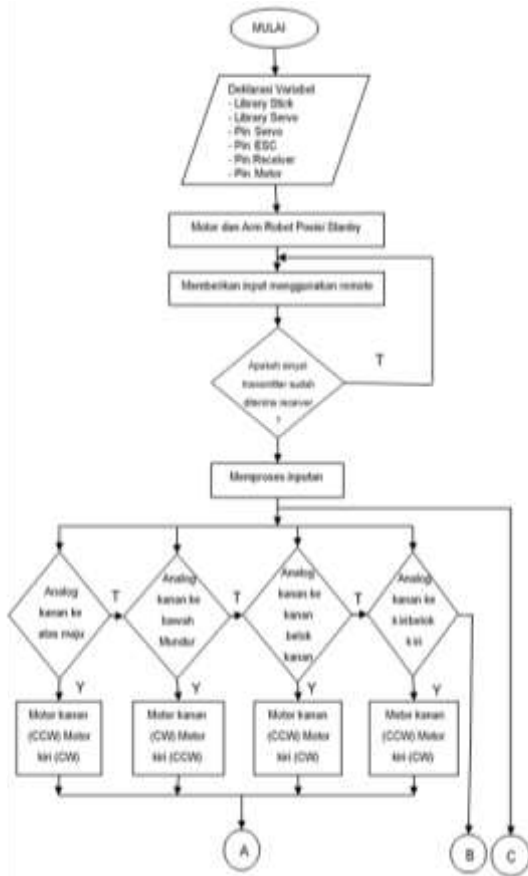 MULAI
Deklarasi Variabel
- Library Stick
- Library Servo
- Pin Servo
- Pin ESC
- Pin Receiver
- Pin Motor
Motor dan Arm Robot Posisi Stanby
Memberikan input menggunakan remote
Apakah sinyal
transmitter sudah
diterima receiver
?
T
Memproses inputan
Analog
kanan ke
atas maju
T
Analog
kanan ke
bawah
Mundur
T
Analog
kanan ke
kanan
belok
kanan
T
Analog
kanan ke
kiri belok
kiri
Y
Y
Y
Y
Motor kanan
(CCW) Motor
kiri (CW)
Motor kanan
(CW) Motor
kiri (CCW)
Motor kanan
(CCW) Motor
kiri (CW)
Motor kanan
(CCW) Motor
kiri (CW)
A
B
C